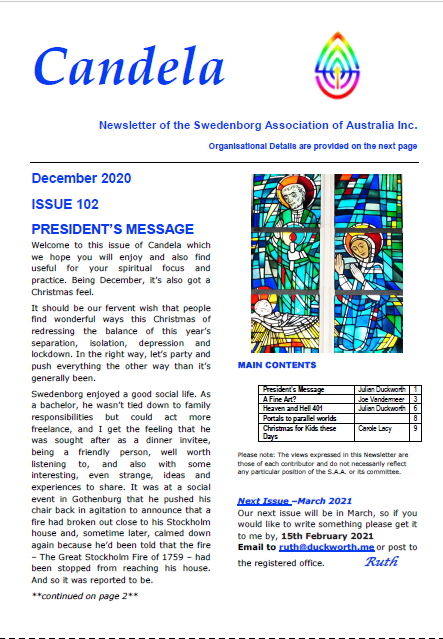 Candela
Newsletter of the Swedenborg Association of Australia Inc.
Organisational Details are provided on the next page
December 2020
ISSUE 102
PRESIDENT'S MESSAGE
Welcome to this issue of Candela which
we hope you will enjoy and also find
useful for your spiritual focus and
practice. Being December, it's also got a
Christmas feel.
It should be our fervent wish that people
find wonderful ways this Christmas of
redressing the balance of this year's
separation, isolation, depression and
lockdown. In the right way, let's party and
push everything the other way than it's
generally been.
Swedenborg enjoyed a good social life. As
a bachelor, he wasn't tied down to family
responsibilities but could act more
freelance, and I get the feeling that he
was sought after as a dinner invitee,
being a friendly person, well worth
listening to, and also with some
interesting, even strange, ideas and
experiences to share. It was at a social
event in Gothenburg that he pushed his
chair back in agitation to announce that a
fire had broken out close to his Stockholm
house and, sometime later, calmed down
again because he'd been told that the fire
– The Great Stockholm Fire of 1759 – had
been stopped from reaching his house.
And so it was reported to be.
**continued on page 2**
MAIN CONTENTS
President's Message Julian Duckworth 1
A Fine Art? Joe Vandermeer 3
Heaven and Hell 401 Julian Duckworth 6
Portals to parallel worlds 8
Christmas for Kids these Carole Lacy 9
Days
Please note: The views expressed in this Newsletter are
those of each contributor and do not necessarily reflect
any particular position of the S.A.A. or its committee.
Next Issue –March 2021
Our next issue will be in March, so if you
would like to write something please get it
to me by, 15th February 2021
Email to ruth@duckworth.me or post to
the registered office. Ruth